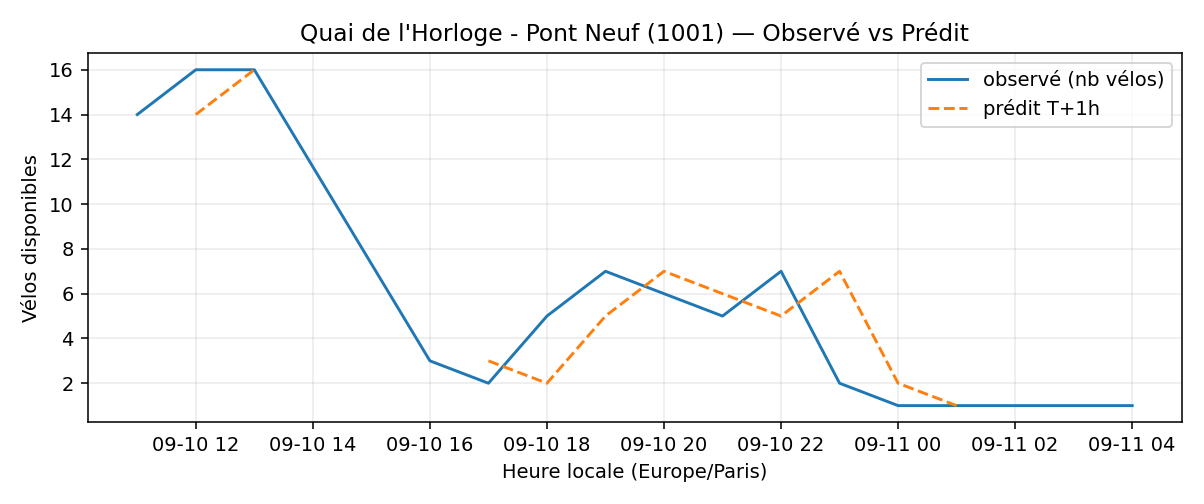 Quai de l'Horloge - Pont Neuf (1001) — Observé vs Prédit
observé (nb vélos)
prédit T+1h
Vélos disponibles
16
14
12
10
8
6
4
2
09-10 12 09-10 14 09-10 16 09-10 18 09-10 20 09-10 22 09-11 00 09-11 02 09-11 04
Heure locale (Europe/Paris)